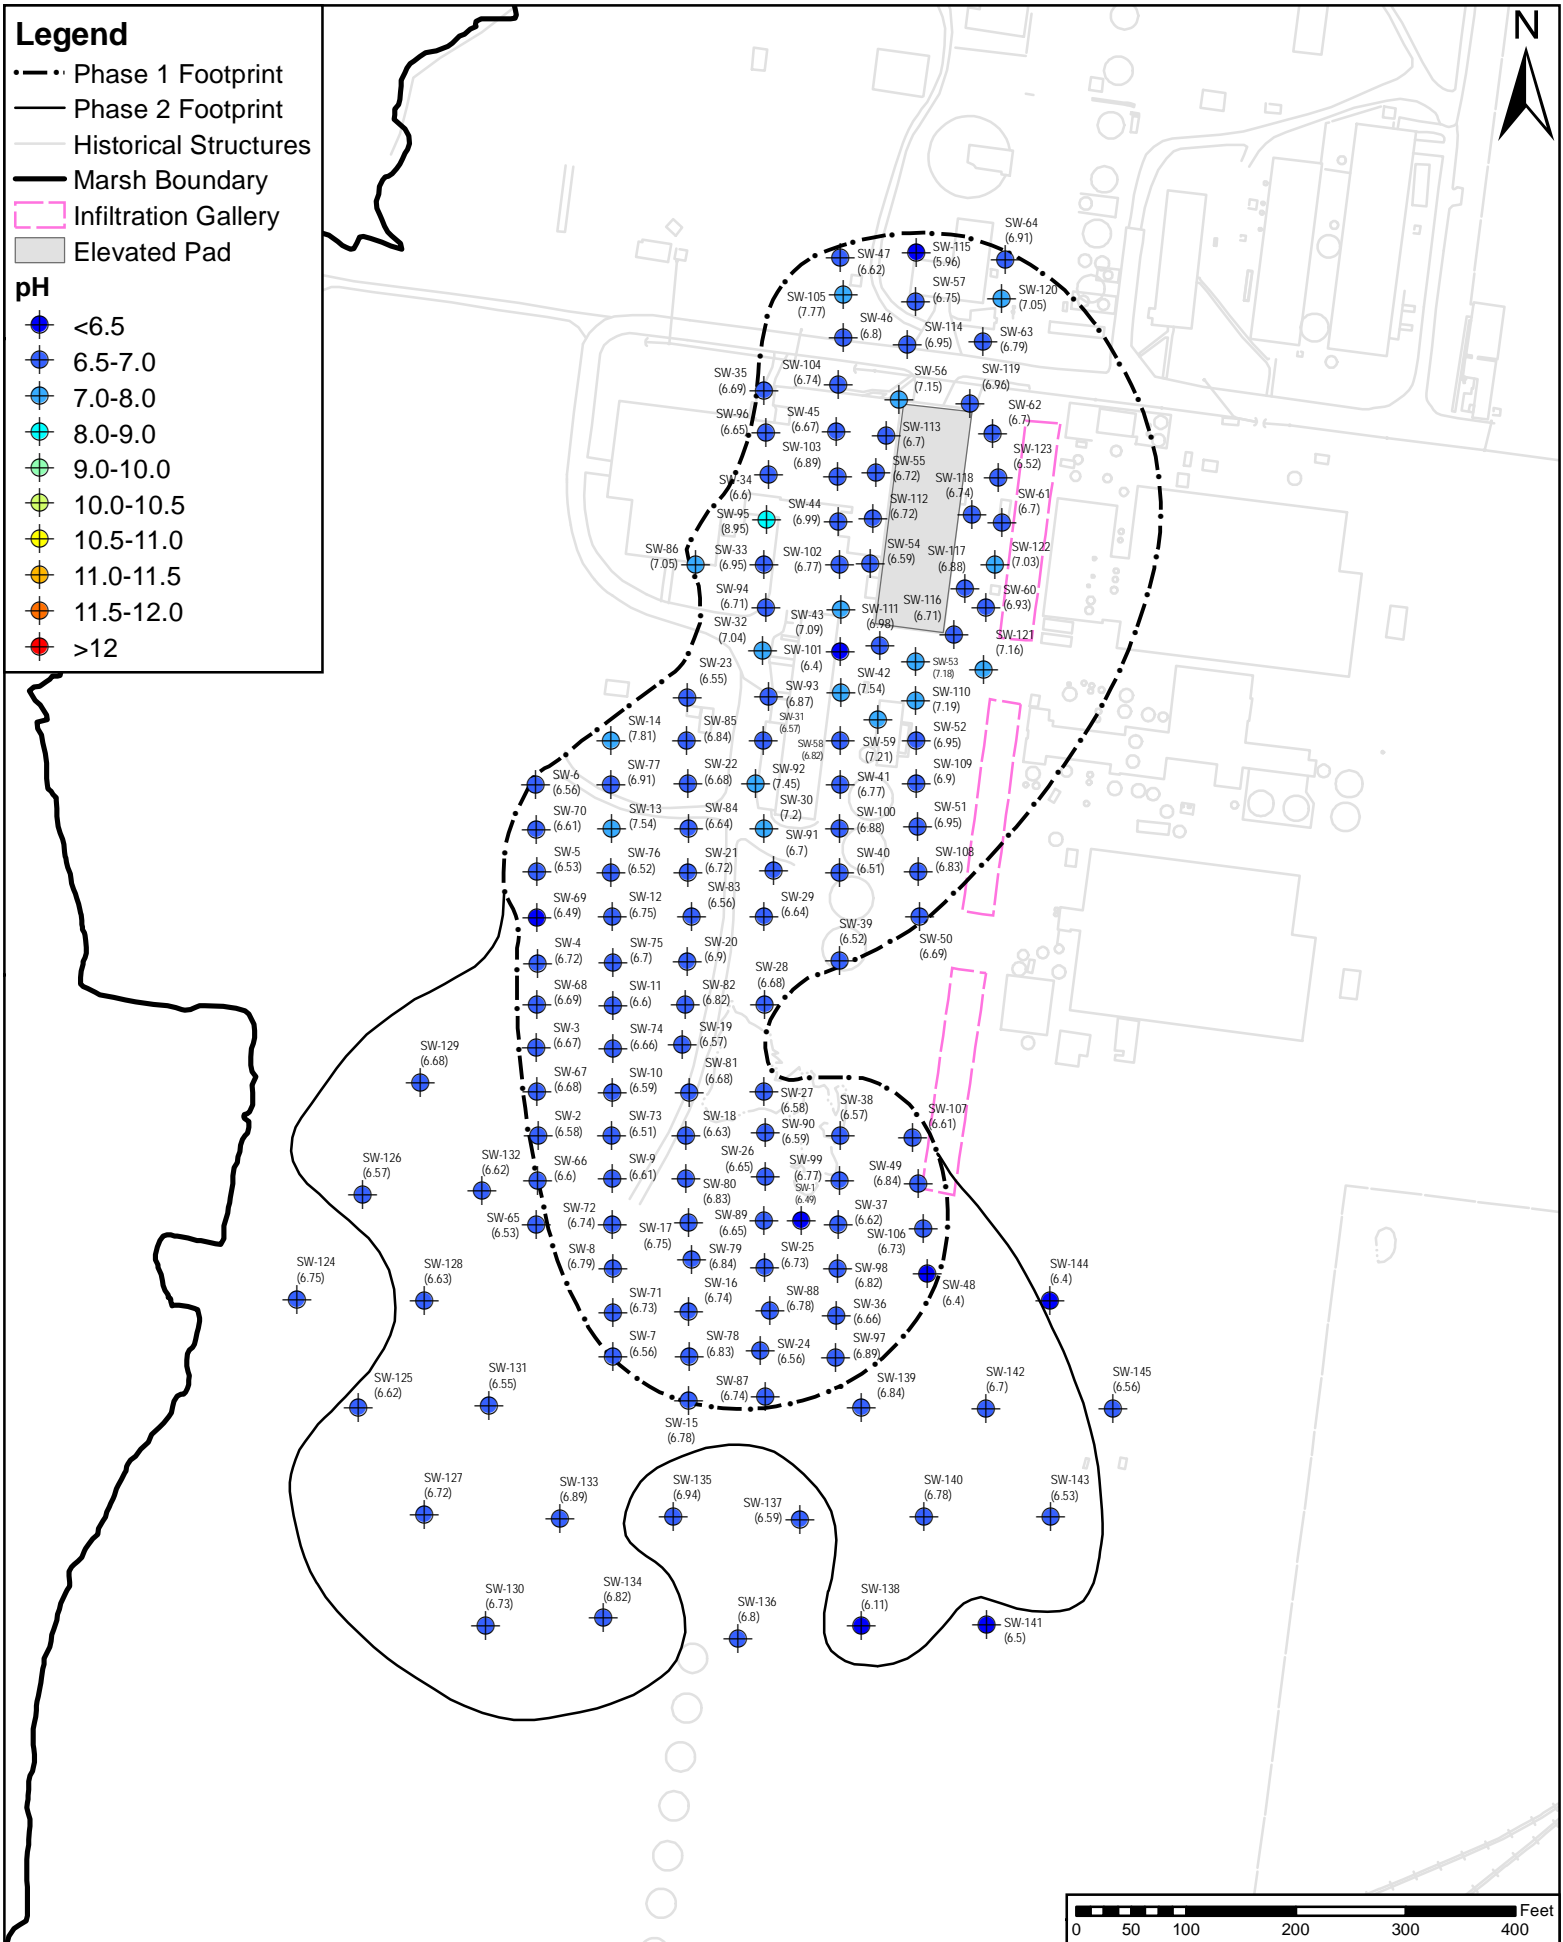 Legend
Phase 1 Footprint
Phase 2 Footprint
Historical Structures
Marsh Boundary
Infiltration Gallery
Elevated Pad
pH
<6.5
6.5-7.0
7.0-8.0
8.0-9.0
9.0-10.0
10.0-10.5
10.5-11.0
11.0-11.5
11.5-12.0
>12
N
SW-64
(6.91)
SW-47
(6.62)
SW-115
(5.96)
SW-105
(7.77)
SW-57
(6.75)
SW-120
(7.05)
SW-46
(6.8)
SW-114
(6.95)
SW-63
(6.79)
SW-104
(6.74)
SW-35
(6.69)
SW-56
(7.15)
SW-119
(6.96)
SW-96
(6.65)
SW-45
(6.67)
SW-113
(6.7)
SW-62
(6.7)
SW-103
(6.89)
SW-34
(6.6)
SW-55
(6.72)
SW-118
(6.74)
SW-123
(6.52)
SW-95
(8.95)
SW-44
(6.99)
SW-112
(6.72)
SW-61
(6.7)
SW-86
(7.05)
SW-33
(6.95)
SW-102
(6.77)
SW-54
(6.59)
SW-117
(6.88)
SW-122
(7.03)
SW-94
(6.71)
SW-43
(7.09)
SW-111
(6.98)
SW-116
(6.71)
SW-60
(6.93)
SW-32
(7.04)
SW-101
(6.4)
SW-53
(7.18)
SW-121
(7.16)
SW-23
(6.55)
SW-93
(6.87)
SW-42
(7.54)
SW-110
(7.19)
SW-14
(7.81)
SW-85
(6.84)
SW-31
(6.57)
SW-58
(6.82)
SW-59
(7.21)
SW-52
(6.95)
SW-6
(6.56)
SW-77
(6.91)
SW-22
(6.68)
SW-92
(7.45)
SW-41
(6.77)
SW-109
(6.9)
SW-70
(6.61)
SW-13
(7.54)
SW-84
(6.64)
SW-30
(7.2)
SW-100
(6.88)
SW-51
(6.95)
SW-5
(6.53)
SW-76
(6.52)
SW-21
(6.72)
SW-91
(6.7)
SW-40
(6.51)
SW-108
(6.83)
SW-69
(6.49)
SW-12
(6.75)
SW-83
(6.56)
SW-29
(6.64)
SW-39
(6.52)
SW-50
(6.69)
SW-4
(6.72)
SW-75
(6.7)
SW-20
(6.9)
SW-28
(6.68)
SW-68
(6.69)
SW-11
(6.6)
SW-82
(6.82)
SW-3
(6.67)
SW-74
(6.66)
SW-19
(6.57)
SW-129
(6.68)
SW-67
(6.68)
SW-10
(6.59)
SW-81
(6.68)
SW-27
(6.58)
SW-38
(6.57)
SW-107
(6.61)
SW-2
(6.58)
SW-73
(6.51)
SW-18
(6.63)
SW-90
(6.59)
SW-126
(6.57)
SW-132
(6.62)
SW-66
(6.6)
SW-9
(6.61)
SW-80
(6.83)
SW-26
(6.65)
SW-99
(6.77)
SW-49
(6.84)
SW-65
(6.53)
SW-72
(6.74)
SW-17
(6.75)
SW-89
(6.65)
SW-1
(6.49)
SW-37
(6.62)
SW-106
(6.73)
SW-124
(6.75)
SW-128
(6.63)
SW-8
(6.79)
SW-79
(6.84)
SW-25
(6.73)
SW-98
(6.82)
SW-48
(6.4)
SW-144
(6.4)
SW-71
(6.73)
SW-16
(6.74)
SW-88
(6.78)
SW-36
(6.66)
SW-7
(6.56)
SW-78
(6.83)
SW-24
(6.56)
SW-97
(6.89)
SW-125
(6.62)
SW-131
(6.55)
SW-15
(6.78)
SW-87
(6.74)
SW-139
(6.84)
SW-142
(6.7)
SW-145
(6.56)
SW-127
(6.72)
SW-133
(6.89)
SW-135
(6.94)
SW-137
(6.59)
SW-140
(6.78)
SW-143
(6.53)
SW-130
(6.73)
SW-134
(6.82)
SW-136
(6.8)
SW-138
(6.11)
SW-141
(6.5)
Feet
0 50 100 200 300 400